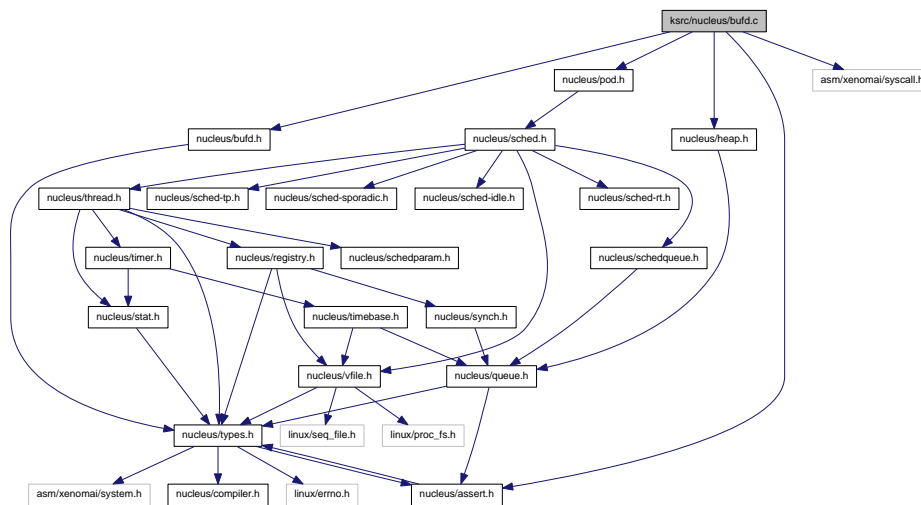 ksrc/nucleus/bufd.c
nucleus/pod.h
asm/xenomai/syscall.h
nucleus/bufd.h
nucleus/sched.h
nucleus/heap.h
nucleus/thread.h
nucleus/sched-tp.h
nucleus/sched-sporadic.h
nucleus/sched-idle.h
nucleus/sched-rt.h
nucleus/timer.h
nucleus/registry.h
nucleus/schedparam.h
nucleus/schedqueue.h
nucleus/stat.h
nucleus/timebase.h
nucleus/synch.h
nucleus/vfile.h
nucleus/queue.h
nucleus/types.h
linux/seq_file.h
linux/proc_fs.h
asm/xenomai/system.h
nucleus/compiler.h
linux/errno.h
nucleus/assert.h